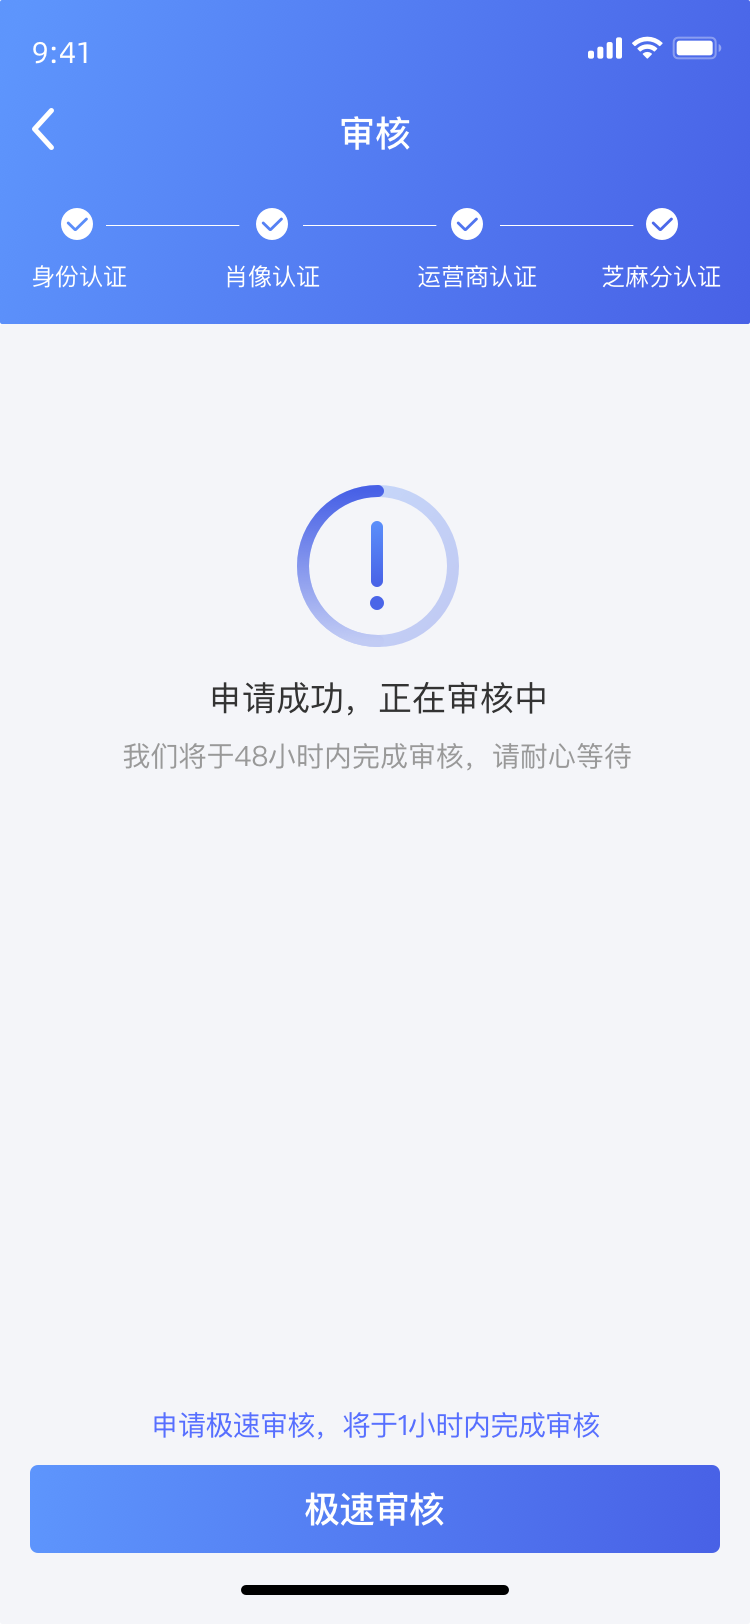 9:41
审核
身份认证 肖像认证 运营商认证 芝麻分认证
申请成功，正在审核中
我们将于48小时内完成审核，请耐心等待
申请极速审核，将于1小时内完成审核
极速审核